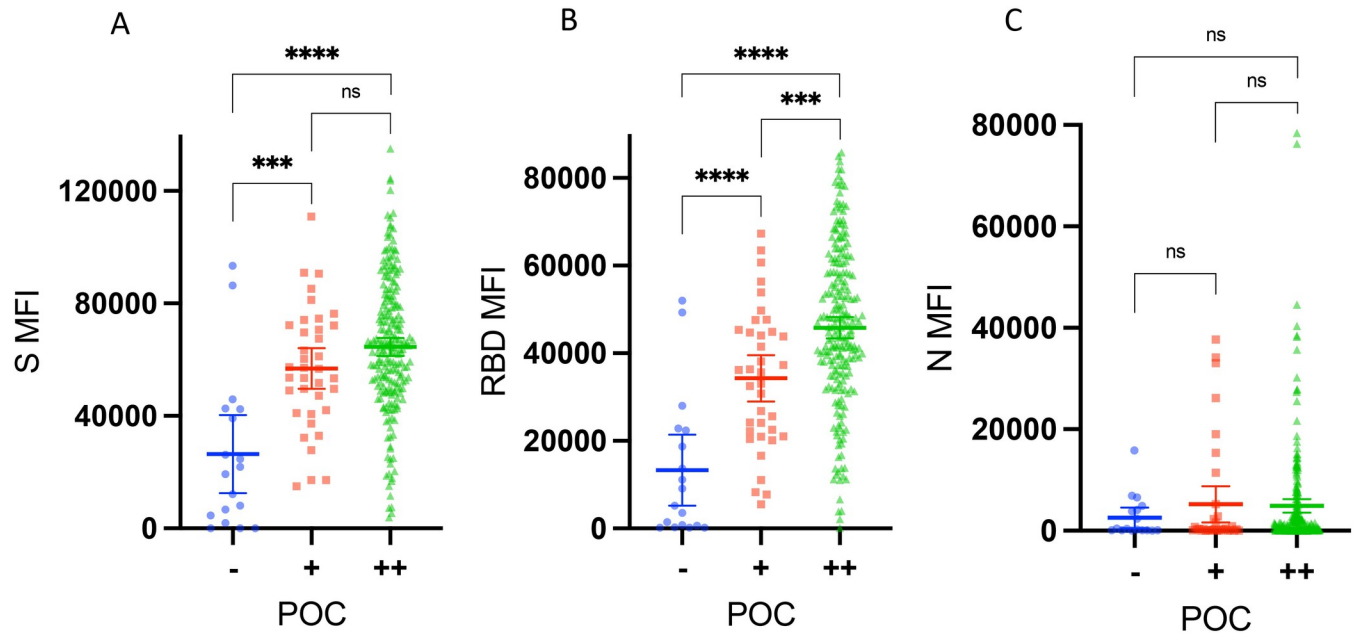 A
****
ns
***
S MFI
120000
80000
40000
0
- + ++
POC
B
****
***
****
RBD MFI
80000
60000
40000
20000
0
- + ++
POC
C
ns
ns
ns
N MFI
80000
60000
40000
20000
0
- + ++
POC